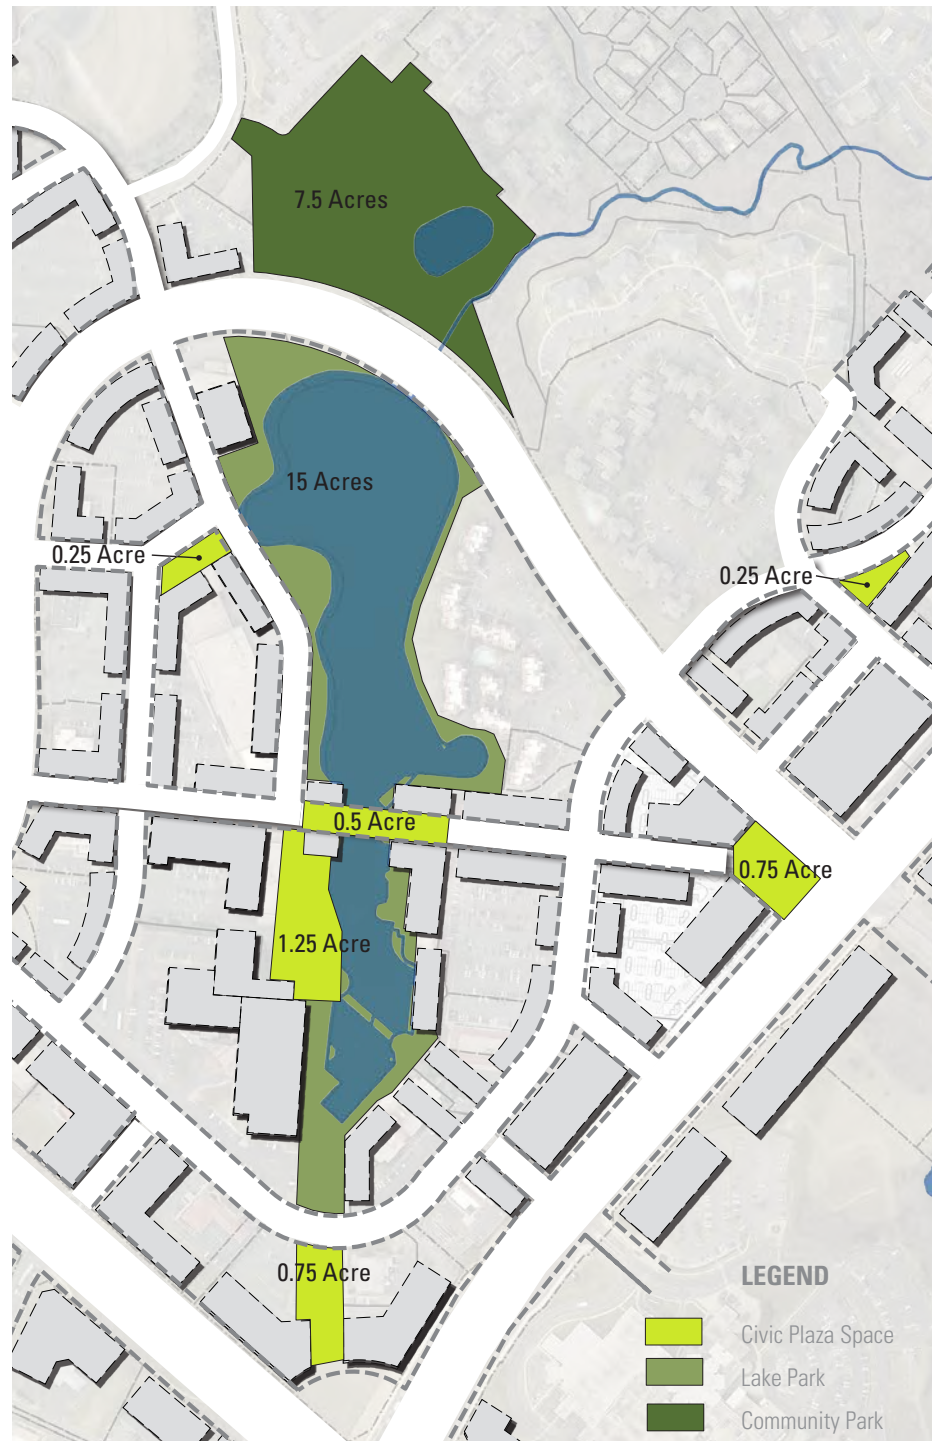 7.5 Acres
15 Acres
0.25 Acre
0.25 Acre
0.5 Acre
0.75 Acre
1.25 Acre
0.75 Acre
LEGEND
Civic Plaza Space
Lake Park
Community Park